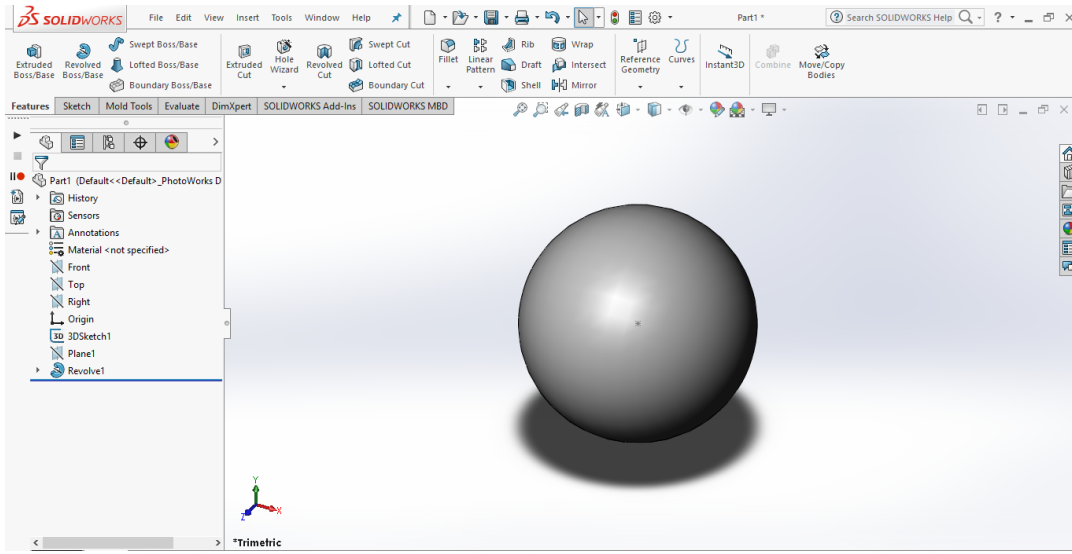 SOLIDWORKS File Edit View Insert Tools Window Help Part1 * Search SOLIDWORKS Help ?
Extruded Boss/Base
Revolved Boss/Base
Swept Boss/Base
Lofted Boss/Base
Boundary Boss/Base
Extruded Cut
Hole Wizard
Revolved Cut
Swept Cut
Lofted Cut
Boundary Cut
Fillet
Linear Pattern
Rib
Draft
Shell
Wrap
Intersect
Mirror
Reference Geometry
Curves
Instant3D
Combine
Move/Copy Bodies
Features Sketch Mold Tools Evaluate DimXpert SOLIDWORKS Add-Ins SOLIDWORKS MBD
Part1 (Default<<Default>_PhotoWorks D
History
Sensors
A Annotations
Material <not specified>
Front
Top
Right
Origin
3D 3DSketch1
Plane1
Revolve1
Y
Z X
*Trimetric